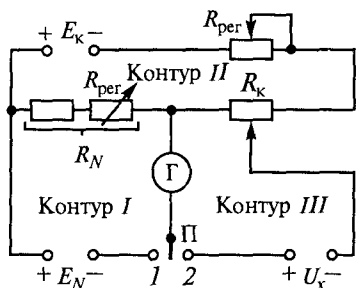 + Eк −
Rрег
Rрег
Контур II
Rк
RN
Г
Контур I
Контур III
П
+ EN −
1
2
+ Ux −